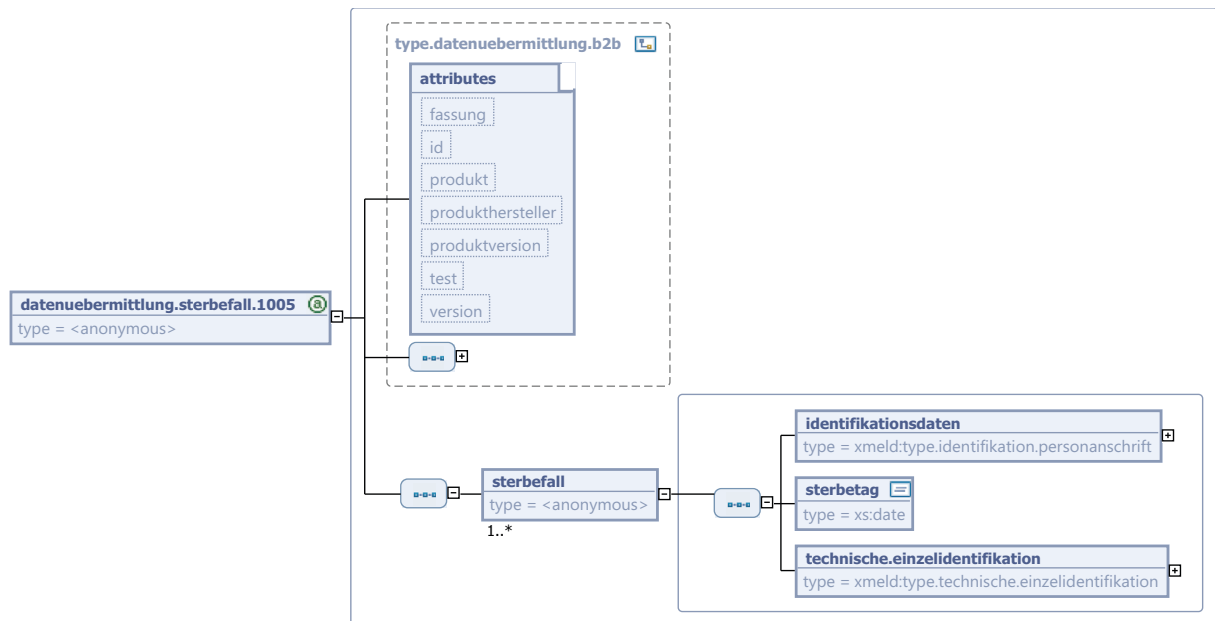 type.datenuebermittlung.b2b
attributes
fassung
id
produkt
produkthersteller
produktversion
test
version
datenuebermittlung.sterbefall.1005 @
type = <anonymous>
sterbefall
type = <anonymous>
1..*
identifikationsdaten
type = xmeld:type.identifikation.personanschrift
sterbetag
type = xs:date
technische.einzelidentifikation
type = xmeld:type.technische.einzelidentifikation